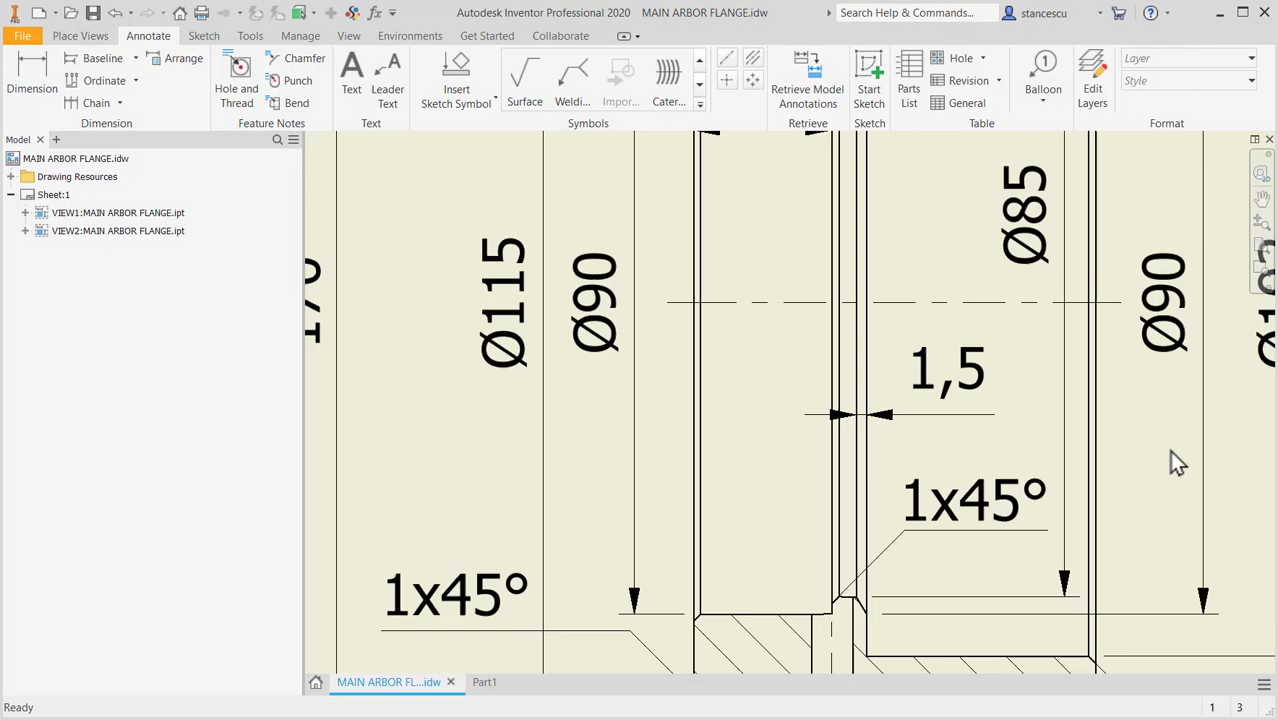 Autodesk Inventor Professional 2020 MAIN ARBOR FLANGE.idw
Search Help & Commands...
stancescu
PRO
fx
File
Place Views
Annotate
Sketch
Tools
Manage
View
Environments
Get Started
Collaborate
Dimension
Baseline
Ordinate
Chain
Arrange
Dimension
Hole and Thread
Chamfer
Punch
Bend
Feature Notes
Text
Leader Text
Text
Insert
Sketch Symbol
Surface
Weldi...
Impor...
Cater...
Symbols
Retrieve Model
Annotations
Retrieve
Start
Sketch
Sketch
Parts
List
Hole
Revision
General
Table
Balloon
Edit
Layers
Layer
Style
Format
Model
MAIN ARBOR FLANGE.idw
Drawing Resources
Sheet:1
VIEW1:MAIN ARBOR FLANGE.ipt
VIEW2:MAIN ARBOR FLANGE.ipt
Ø115
Ø90
Ø85
Ø90
1,5
1x45°
1x45°
MAIN ARBOR FL...idw
Part1
Ready
1 3